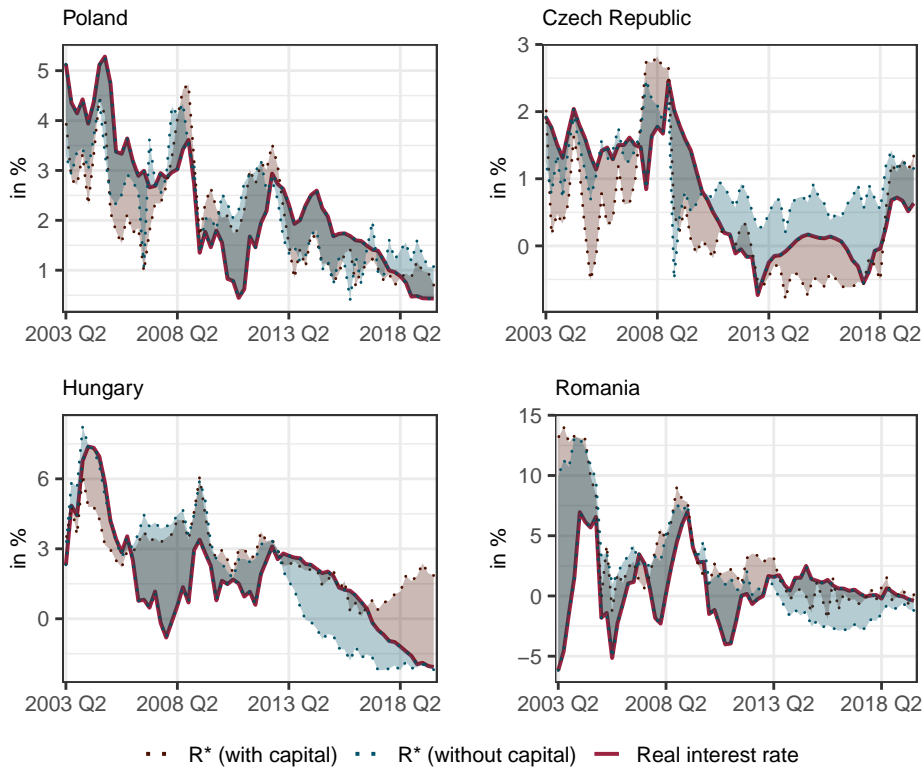 Poland
in %
5
4
3
2
1
2003 Q2 2008 Q2 2013 Q2 2018 Q2
Czech Republic
in %
3
2
1
0
2003 Q2 2008 Q2 2013 Q2 2018 Q2
Hungary
in %
6
3
0
2003 Q2 2008 Q2 2013 Q2 2018 Q2
Romania
in %
15
10
5
0
−5
2003 Q2 2008 Q2 2013 Q2 2018 Q2
R* (with capital) R* (without capital) Real interest rate